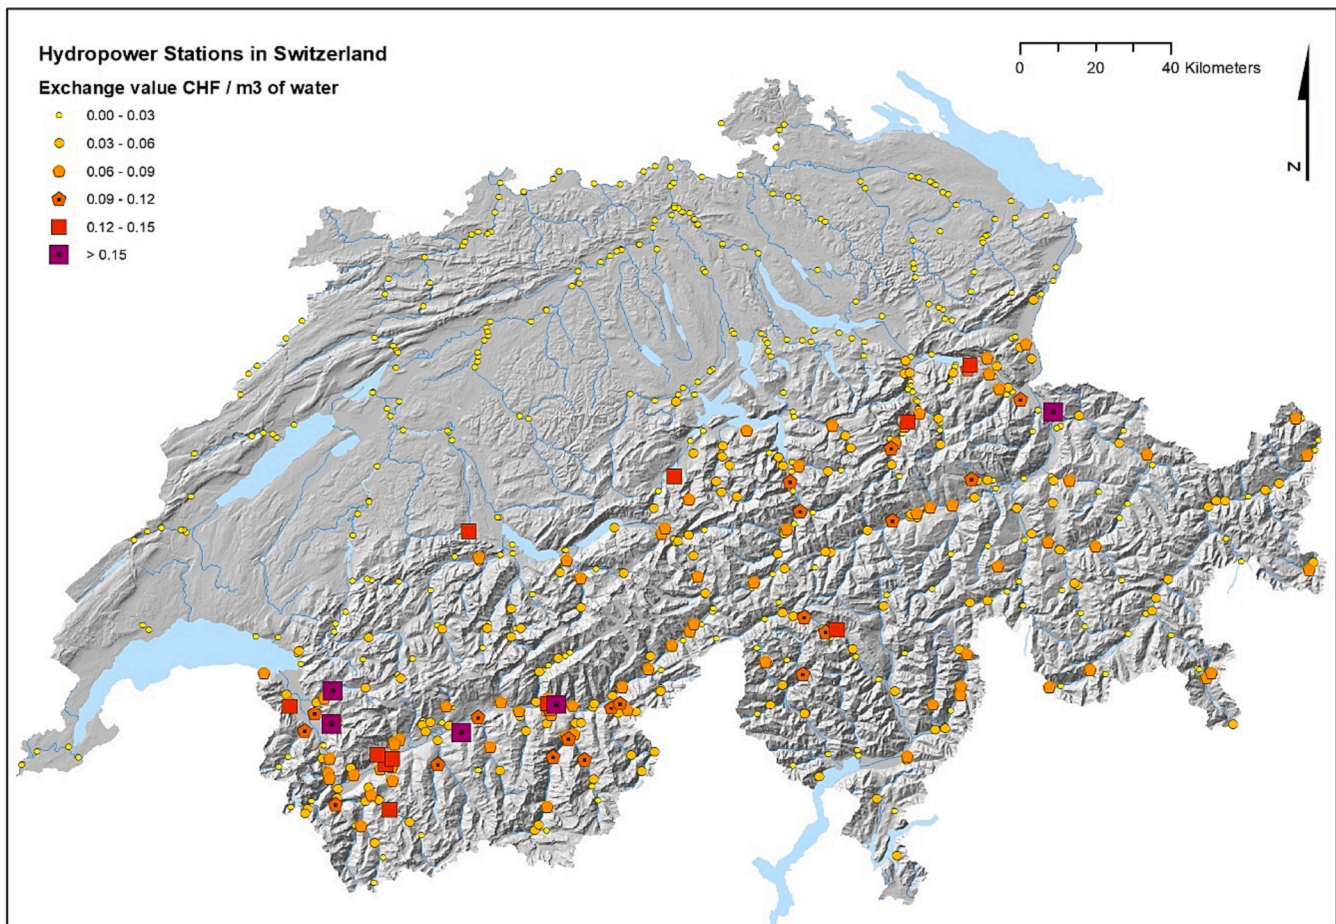 Hydropower Stations in Switzerland
Exchange value CHF / m3 of water
0.00 - 0.03
0.03 - 0.06
0.06 - 0.09
0.09 - 0.12
0.12 - 0.15
> 0.15
0 20 40 Kilometers
N